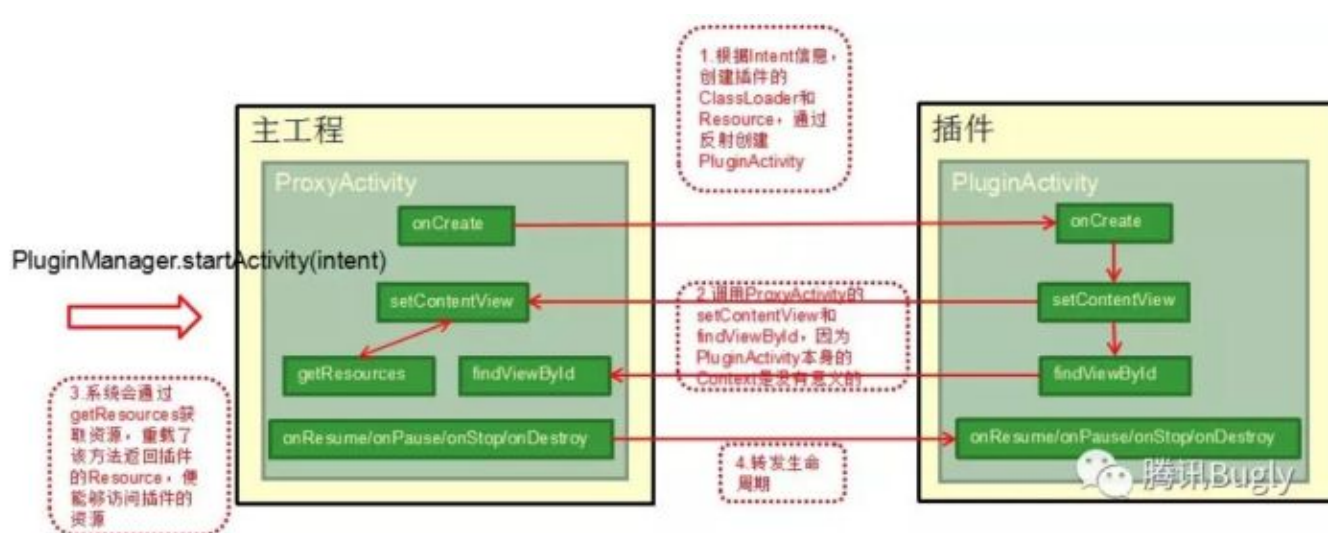 1.根据Intent信息，
创建插件的
ClassLoader和
Resource，通过
反射创建
PluginActivity
主工程
ProxyActivity
onCreate
PluginManager.startActivity(intent)
setContentView
getResources
findViewById
onResume/onPause/onStop/onDestroy
2.调用ProxyActivity的
setContentView和
findViewById，因为
PluginActivity本身的
Context是没有意义的
3.系统会通过
getResources获
取资源，重载了
该方法返回插件
的Resource，便
能够访问插件的
资源
4.转发生命
周期
插件
PluginActivity
onCreate
setContentView
findViewById
onResume/onPause/onStop/onDestroy
腾讯Bugly